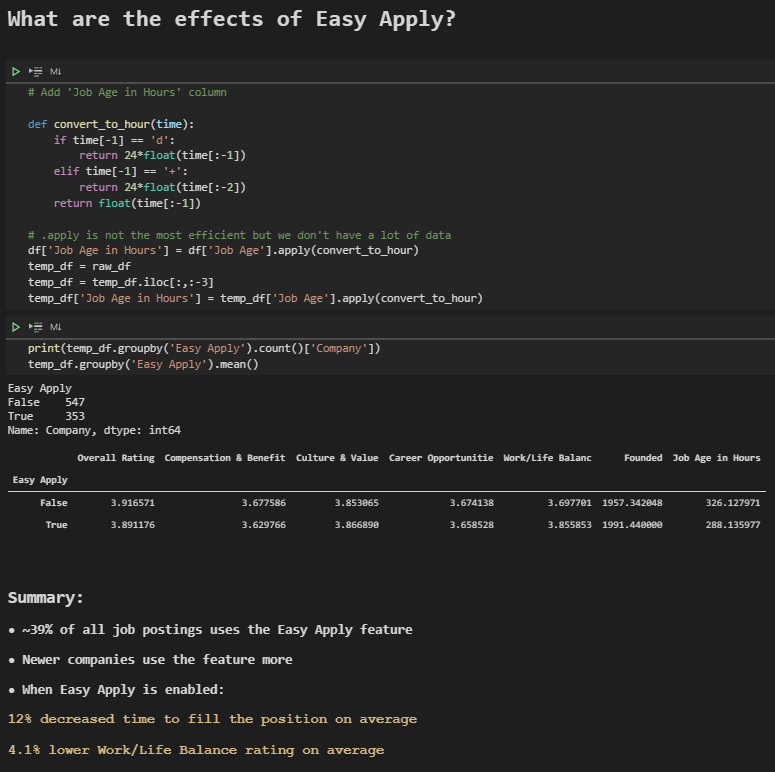 What are the effects of Easy Apply?
M↓
# Add 'Job Age in Hours' column
def convert_to_hour(time):
if time[-1] == 'd':
return 24*float(time[:-1])
elif time[-1] == '+':
return 24*float(time[:-2])
return float(time[:-1])
# .apply is not the most efficient but we don't have a lot of data
df['Job Age in Hours'] = df['Job Age'].apply(convert_to_hour)
temp_df = raw_df
temp_df = temp_df.iloc[:,:-3]
temp_df['Job Age in Hours'] = temp_df['Job Age'].apply(convert_to_hour)
M↓
print(temp_df.groupby('Easy Apply').count()['Company'])
temp_df.groupby('Easy Apply').mean()
Easy Apply
False 547
True 353
Name: Company, dtype: int64
Overall Rating Compensation & Benefit Culture & Value Career Opportunitie Work/Life Balanc Founded Job Age in Hours
Easy Apply
False 3.916571 3.677586 3.853065 3.674138 3.697701 1957.342048 326.127971
True 3.891176 3.629766 3.866890 3.658528 3.855853 1991.440000 288.135977
Summary:
• ~39% of all job postings uses the Easy Apply feature
• Newer companies use the feature more
• When Easy Apply is enabled:
12% decreased time to fill the position on average
4.1% lower Work/Life Balance rating on average